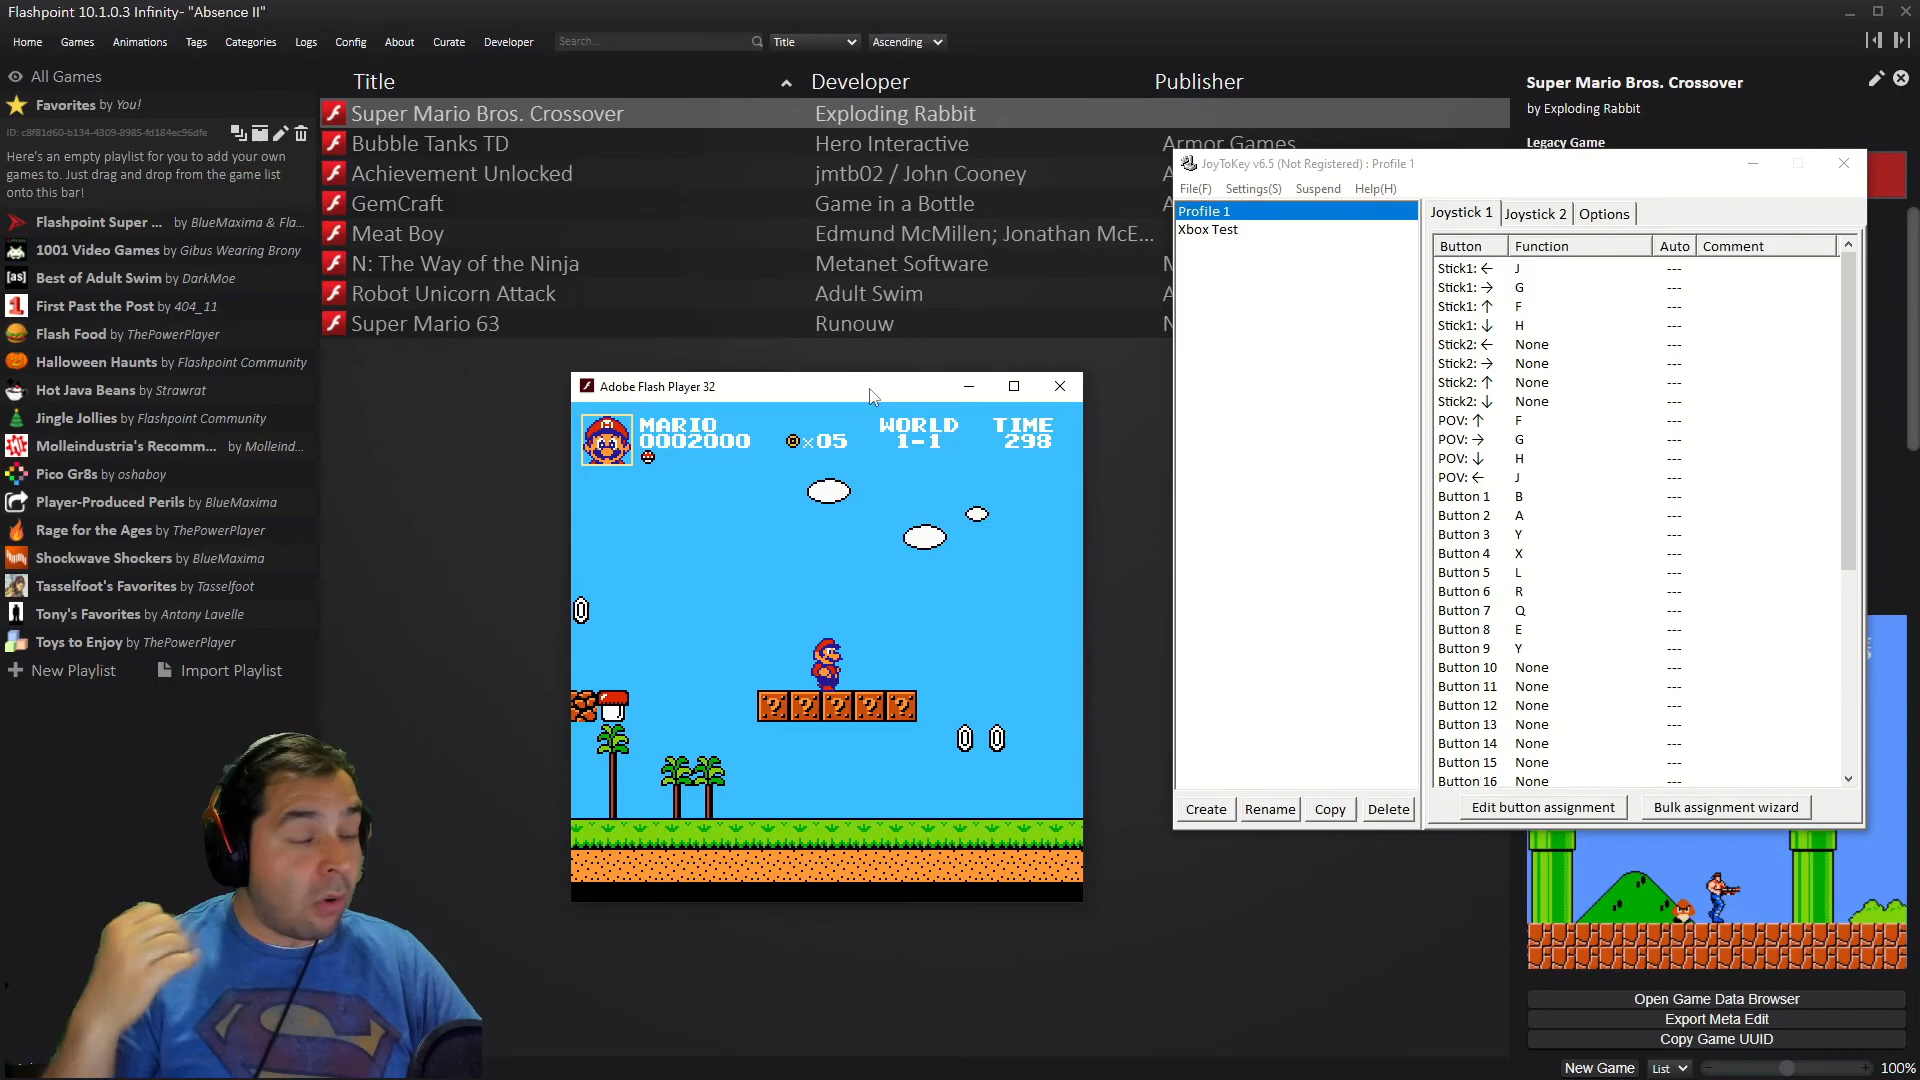 Flashpoint 10.1.0.3 Infinity- "Absence II"
Home Games Animations Tags Categories Logs Config About Curate Developer Search... Title Ascending
All Games
Favorites by You!
ID: c8f81d60-b134-4309-8985-fd184ec96dfe
Here's an empty playlist for you to add your own
games to. Just drag and drop from the game list
onto this bar!
Flashpoint Super ... by BlueMaxima & Fla...
1001 Video Games by Gibus Wearing Brony
[as] Best of Adult Swim by DarkMoe
First Past the Post by 404_11
Flash Food by ThePowerPlayer
Halloween Haunts by Flashpoint Community
Hot Java Beans by Strawrat
Jingle Jollies by Flashpoint Community
Molleindustria's Recomm... by Molleind...
Pico Gr8s by oshaboy
Player-Produced Perils by BlueMaxima
Rage for the Ages by ThePowerPlayer
Shockwave Shockers by BlueMaxima
Tasselfoot's Favorites by Tasselfoot
Tony's Favorites by Antony Lavelle
Toys to Enjoy by ThePowerPlayer
New Playlist Import Playlist
Title Developer Publisher
Super Mario Bros. Crossover Exploding Rabbit
Bubble Tanks TD Hero Interactive Armor Games
Achievement Unlocked jmtb02 / John Cooney
GemCraft Game in a Bottle
Meat Boy Edmund McMillen; Jonathan McE...
N: The Way of the Ninja Metanet Software
Robot Unicorn Attack Adult Swim
Super Mario 63 Runouw
Adobe Flash Player 32
MARIO WORLD TIME
0002000 ×05 1-1 298
? ? ? ? ?
JoyToKey v6.5 (Not Registered) : Profile 1
File(F) Settings(S) Suspend Help(H)
Profile 1
Xbox Test
Create Rename Copy Delete
Joystick 1 Joystick 2 Options
Button Function Auto Comment
Stick1: ← J ---
Stick1: → G ---
Stick1: ↑ F ---
Stick1: ↓ H ---
Stick2: ← None ---
Stick2: → None ---
Stick2: ↑ None ---
Stick2: ↓ None ---
POV: ↑ F ---
POV: → G ---
POV: ↓ H ---
POV: ← J ---
Button 1 B ---
Button 2 A ---
Button 3 Y ---
Button 4 X ---
Button 5 L ---
Button 6 R ---
Button 7 Q ---
Button 8 E ---
Button 9 Y ---
Button 10 None ---
Button 11 None ---
Button 12 None ---
Button 13 None ---
Button 14 None ---
Button 15 None ---
Button 16 None ---
Edit button assignment Bulk assignment wizard
Super Mario Bros. Crossover
by Exploding Rabbit
Legacy Game
Open Game Data Browser
Export Meta Edit
Copy Game UUID
New Game List 100%